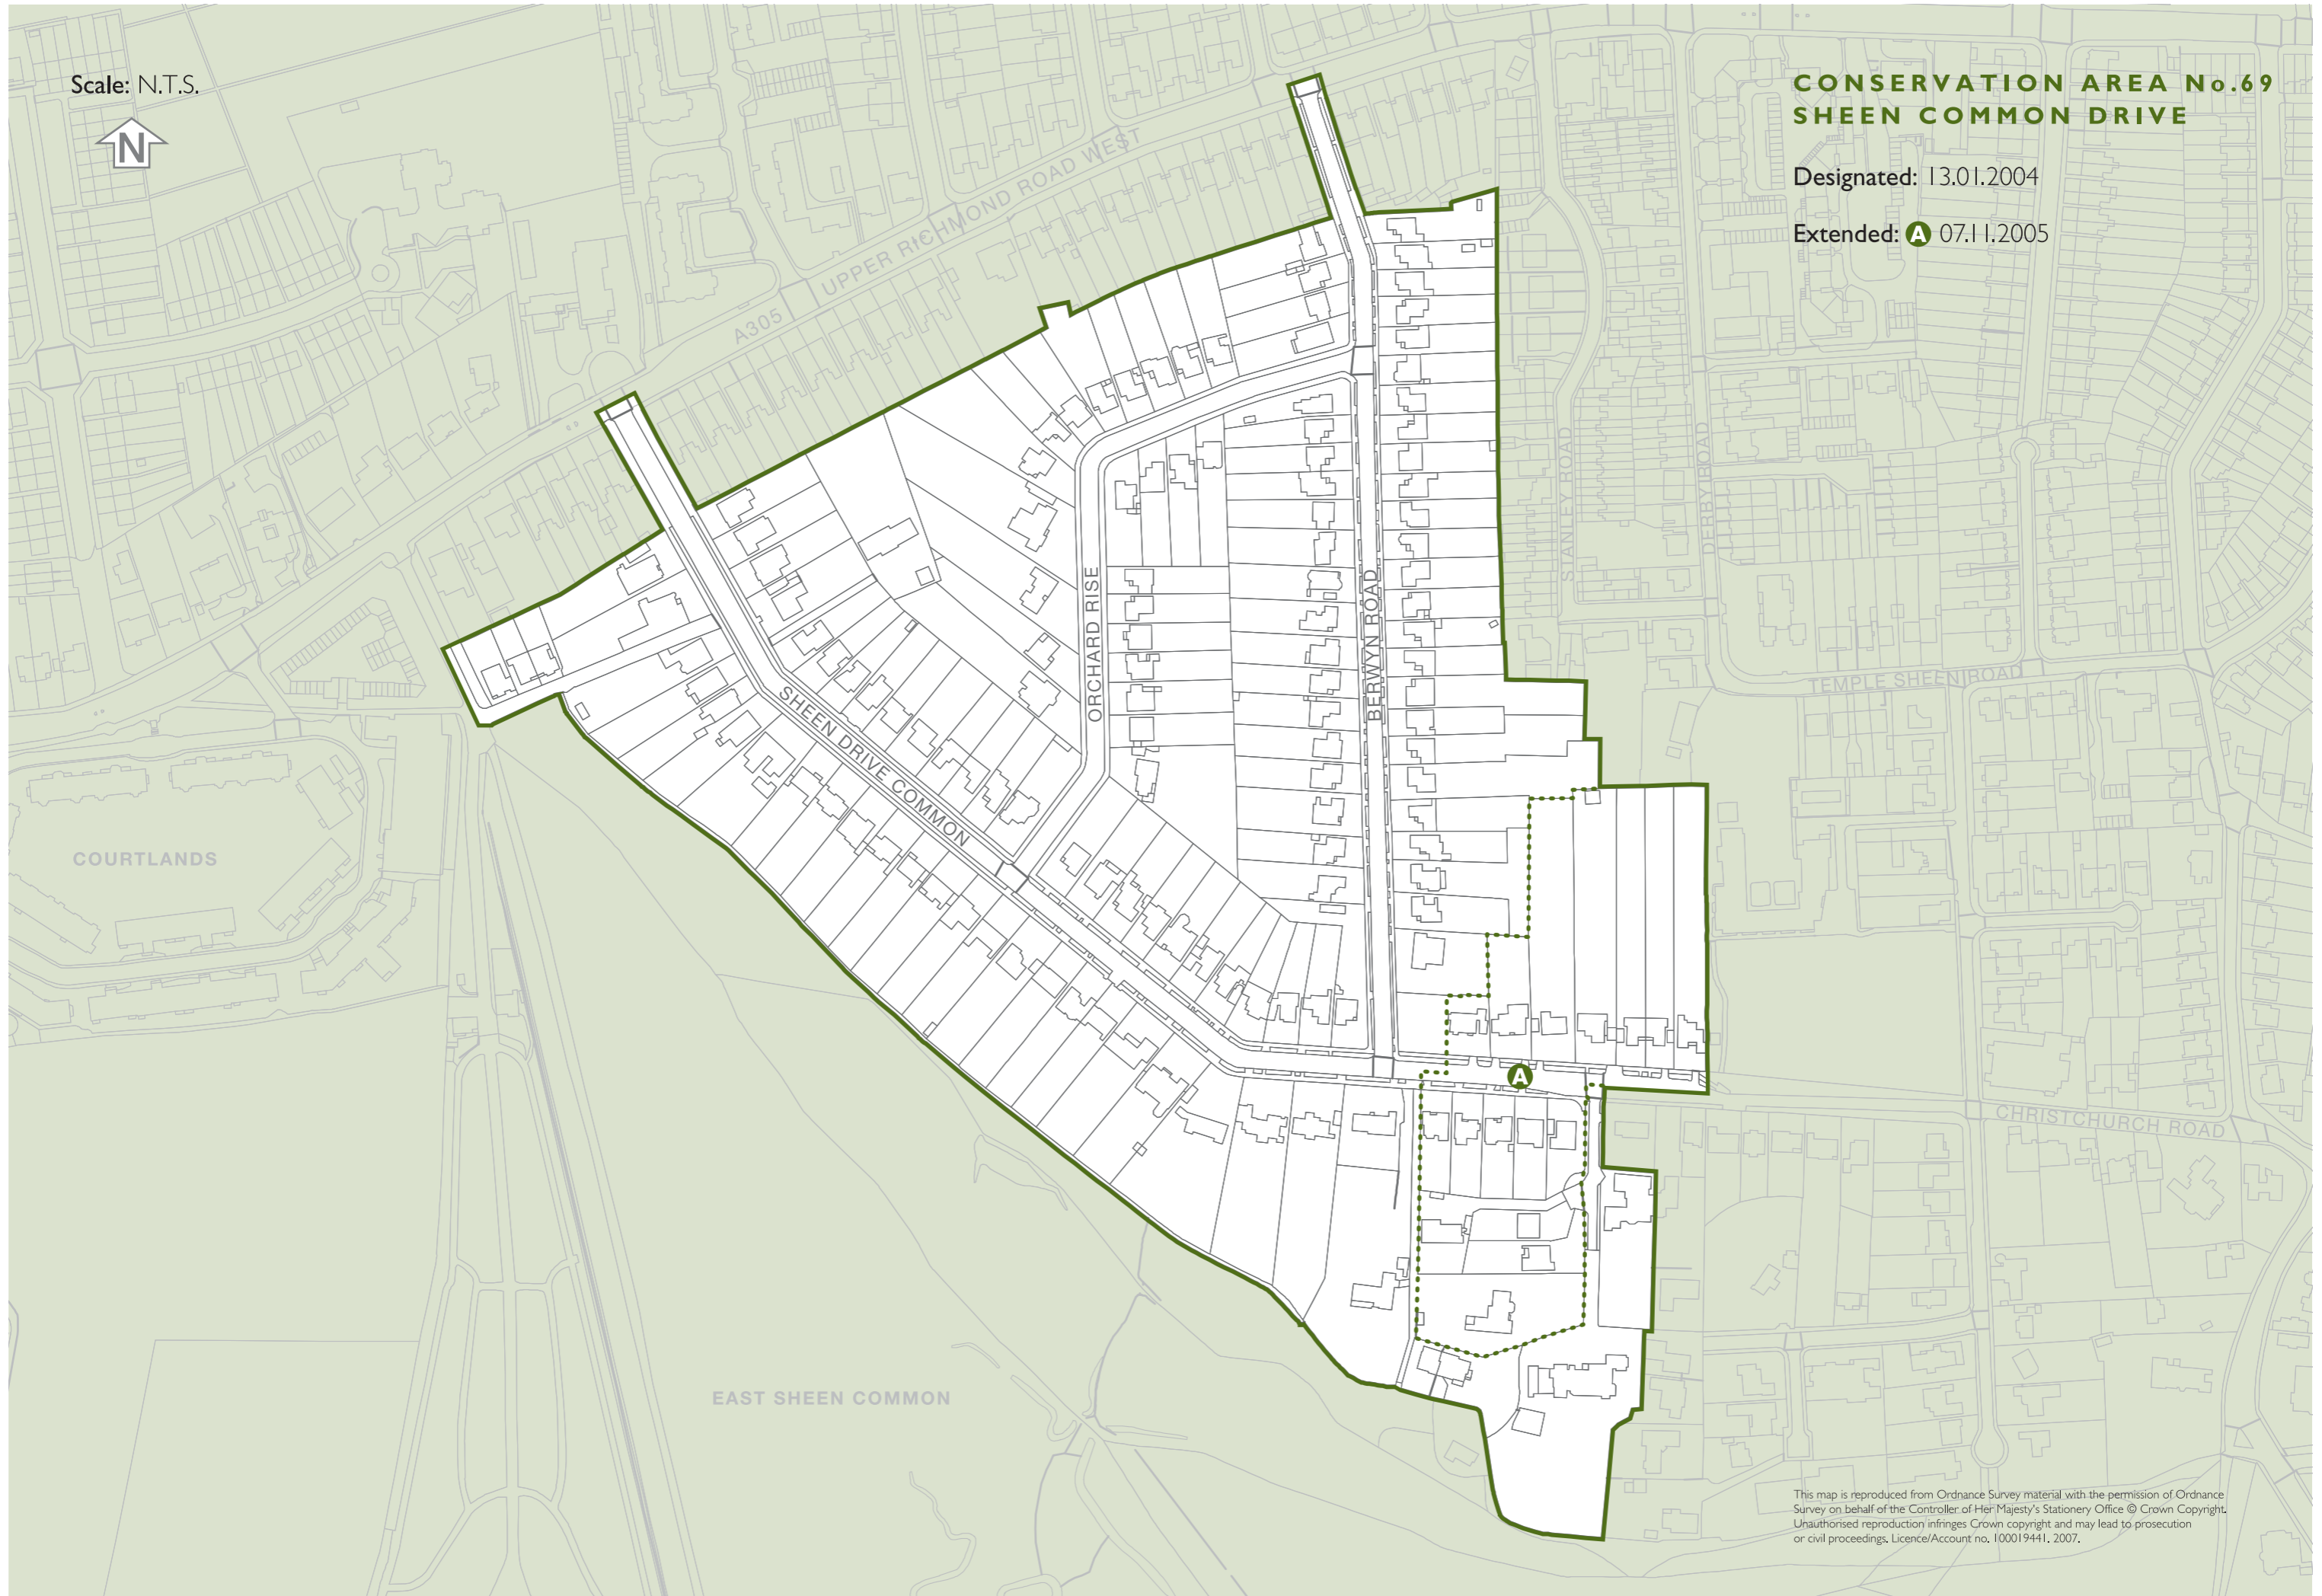 Scale: N.T.S.
N
CONSERVATION AREA No.69
SHEEN COMMON DRIVE
Designated: 13.01.2004
Extended: A 07.11.2005
A305
UPPER RICHMOND ROAD WEST
STANLEY ROAD
DERBY ROAD
ORCHARD RISE
BERWYN ROAD
TEMPLE SHEEN ROAD
SHEEN DRIVE COMMON
COURTLANDS
A
CHRISTCHURCH ROAD
EAST SHEEN COMMON
This map is reproduced from Ordnance Survey material with the permission of Ordnance
Survey on behalf of the Controller of Her Majesty's Stationery Office © Crown Copyright.
Unauthorised reproduction infringes Crown copyright and may lead to prosecution
or civil proceedings. Licence/Account no. 100019441. 2007.